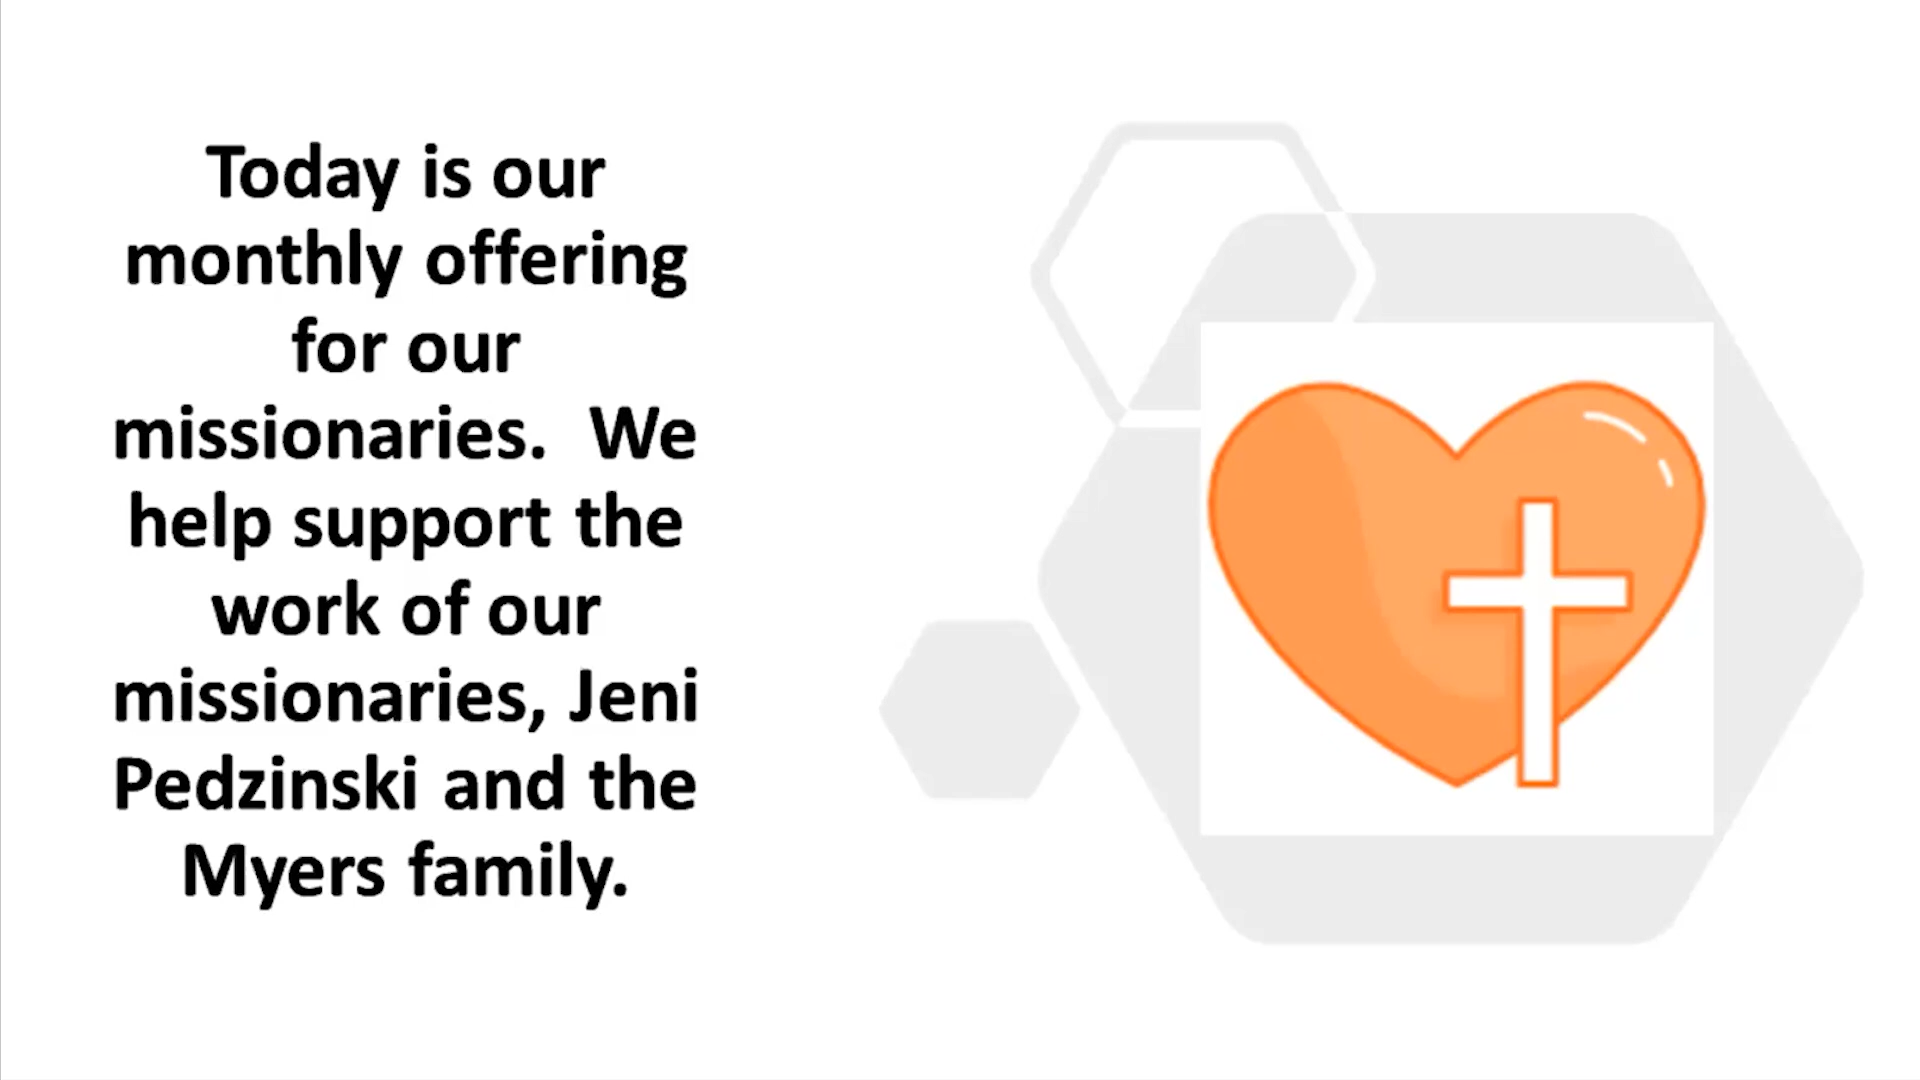 Today is our
monthly offering
for our
missionaries.  We
help support the
work of our
missionaries, Jeni
Pedzinski and the
Myers family.